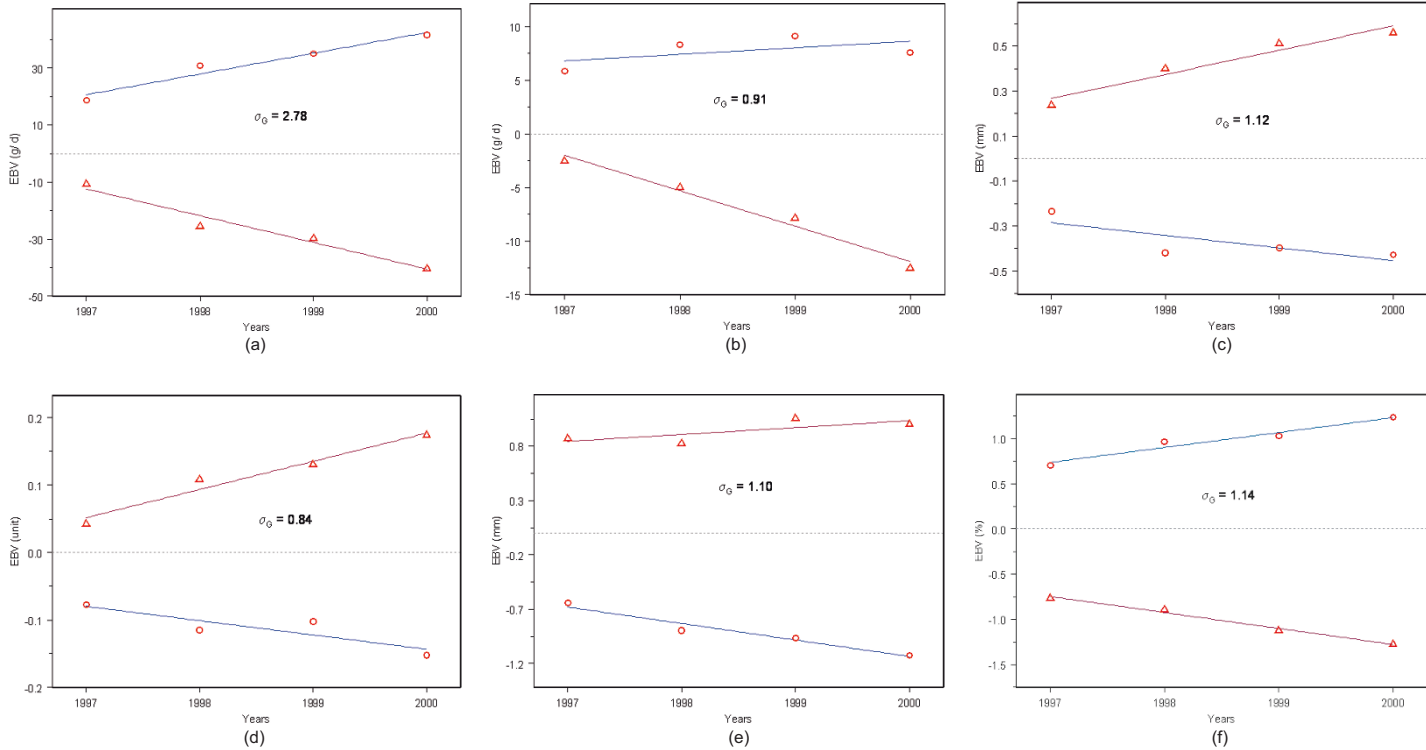 30
10
-10
-30
-50
EBV (g/ d)
σG = 2.78
1997
1998
1999
2000
Years
(a)
10
5
0
-5
-10
-15
EBV (g/ d)
σG = 0.91
1997
1998
1999
2000
Years
(b)
0.5
0.3
0.1
-0.1
-0.3
-0.5
EBV (mm)
σG = 1.12
1997
1998
1999
2000
Years
(c)
0.2
0.1
0.0
-0.1
-0.2
EBV (unit)
σG = 0.84
1997
1998
1999
2000
Years
(d)
0.8
0.3
-0.2
-0.7
-1.2
EBV (mm)
σG = 1.10
1997
1998
1999
2000
Years
(e)
1.0
0.5
0.0
-0.5
-1.0
-1.5
EBV (%)
σG = 1.14
1997
1998
1999
2000
Years
(f)